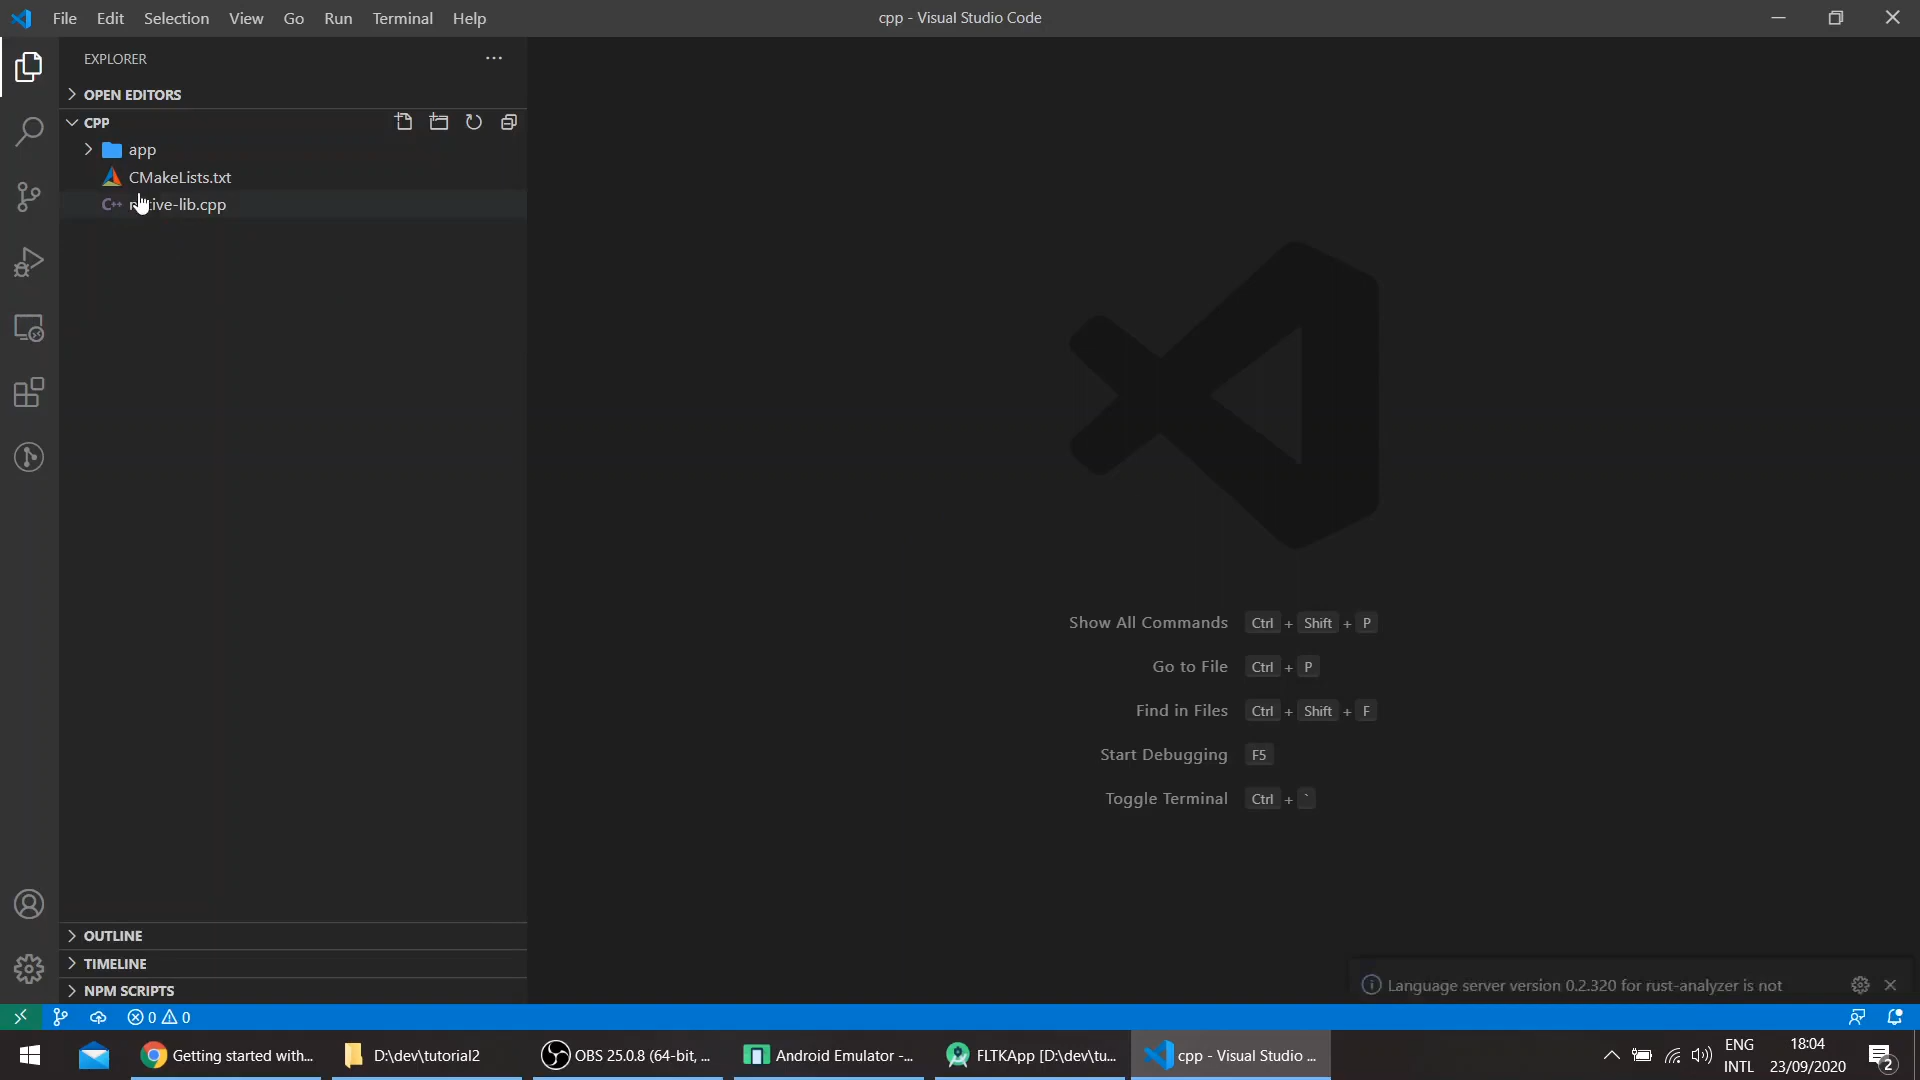 File Edit Selection View Go Run Terminal Help
cpp - Visual Studio Code
EXPLORER
OPEN EDITORS
CPP
app
CMakeLists.txt
C++ tive-lib.cpp
Show All Commands Ctrl + Shift + P
Go to File Ctrl + P
Find in Files Ctrl + Shift + F
Start Debugging F5
Toggle Terminal Ctrl + `
OUTLINE
TIMELINE
NPM SCRIPTS
Language server version 0.2.320 for rust-analyzer is not
0 0
Getting started with...
D:\dev\tutorial2
OBS 25.0.8 (64-bit, ...
Android Emulator -...
FLTKApp [D:\dev\tu...
cpp - Visual Studio ...
ENG
INTL
18:04
23/09/2020
2